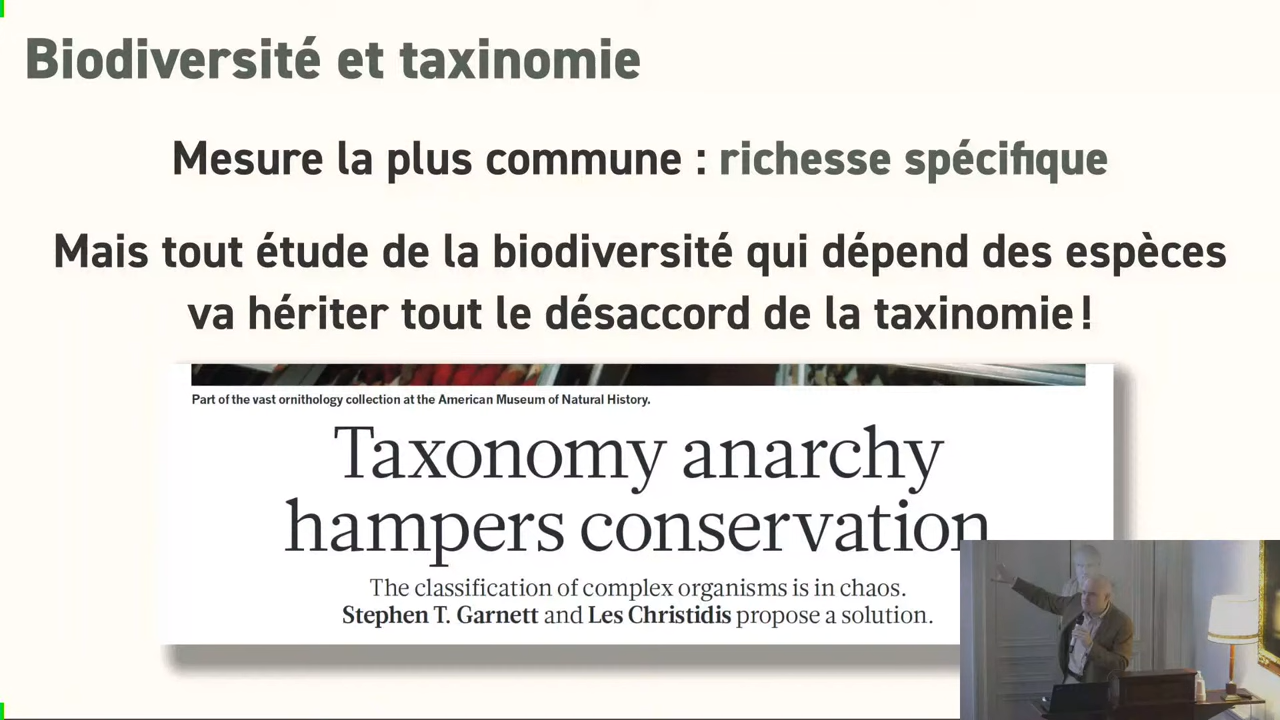 Biodiversité et taxinomie
Mesure la plus commune : richesse spécifique
Mais tout étude de la biodiversité qui dépend des espèces
va hériter tout le désaccord de la taxinomie !
Part of the vast ornithology collection at the American Museum of Natural History.
Taxonomy anarchy
hampers conservation
The classification of complex organisms is in chaos.
Stephen T. Garnett and Les Christidis propose a solution.